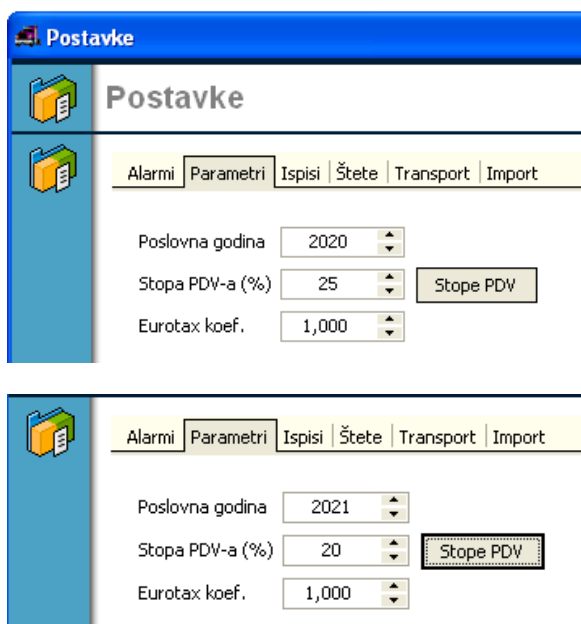 Postavke
Postavke
Alarmi Parametri Ispisi Štete Transport Import
Poslovna godina 2020
Stopa PDV-a (%) 25 Stope PDV
Eurotax koef. 1,000
Alarmi Parametri Ispisi Štete Transport Import
Poslovna godina 2021
Stopa PDV-a (%) 20 Stope PDV
Eurotax koef. 1,000